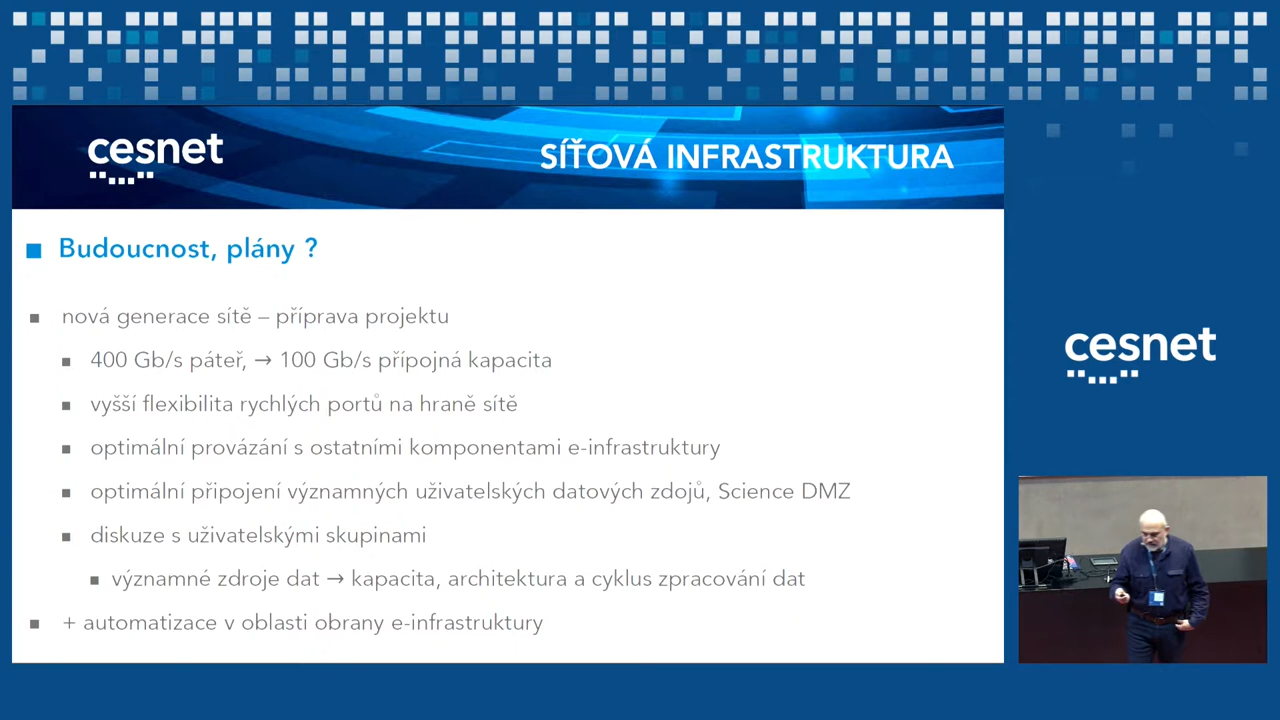 cesnet
SÍŤOVÁ INFRASTRUKTURA
Budoucnost, plány ?
nová generace sítě – příprava projektu
400 Gb/s páteř, → 100 Gb/s přípojná kapacita
vyšší flexibilita rychlých portů na hraně sítě
optimální provázání s ostatními komponentami e-infrastruktury
optimální připojení významných uživatelských datových zdojů, Science DMZ
diskuze s uživatelskými skupinami
významné zdroje dat → kapacita, architektura a cyklus zpracování dat
+ automatizace v oblasti obrany e-infrastruktury
cesnet